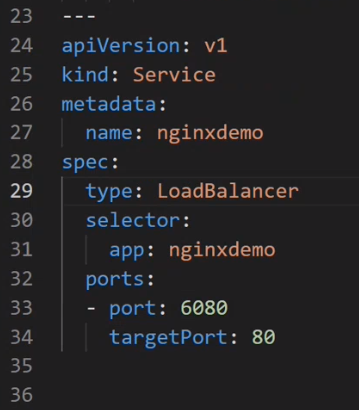 23 ---
24 apiVersion: v1
25 kind: Service
26 metadata:
27   name: nginxdemo
28 spec:
29   type: LoadBalancer
30   selector:
31     app: nginxdemo
32   ports:
33   - port: 6080
34     targetPort: 80
35
36